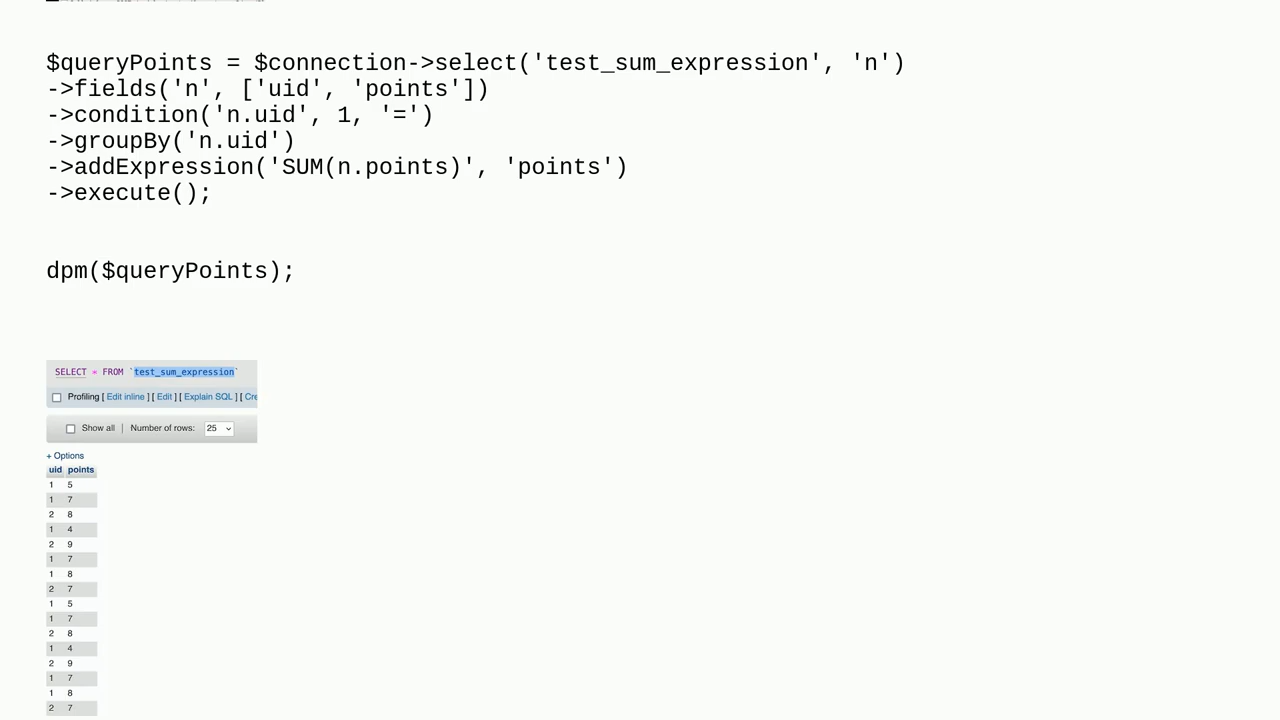 $queryPoints = $connection->select('test_sum_expression', 'n')
->fields('n', ['uid', 'points'])
->condition('n.uid', 1, '=')
->groupBy('n.uid')
->addExpression('SUM(n.points)', 'points')
->execute();
dpm($queryPoints);
SELECT * FROM `test_sum_expression`
Profiling [ Edit inline ] [ Edit ] [ Explain SQL ] [ Cre
Show all | Number of rows: 25
+ Options
uid points
1 5
1 7
2 8
1 4
2 9
1 7
1 8
2 7
1 5
1 7
2 8
1 4
2 9
1 7
1 8
2 7